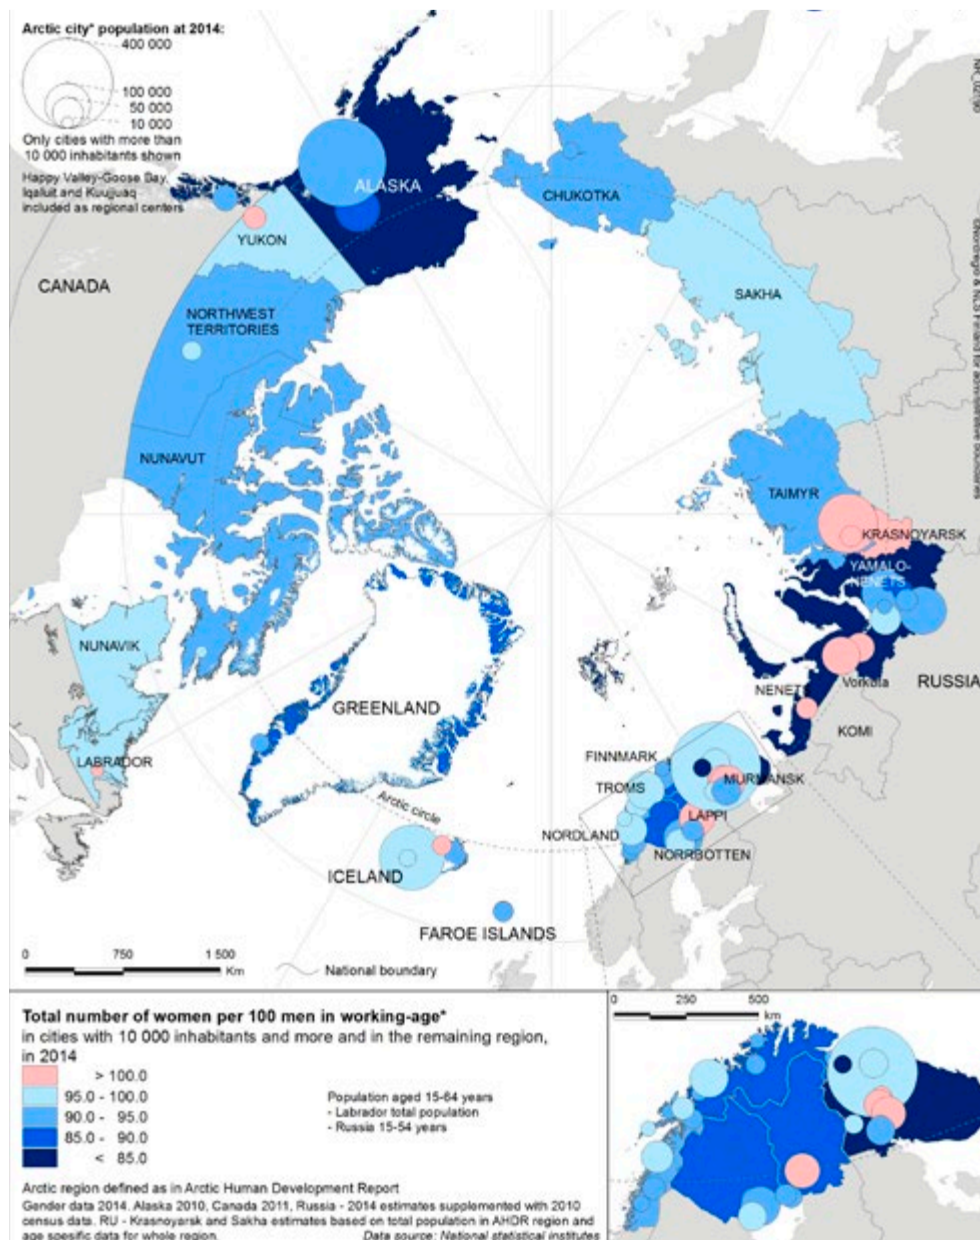 Arctic city* population at 2014:
400 000
100 000
50 000
10 000
Only cities with more than
10 000 inhabitants shown
Happy Valley-Goose Bay,
Iqaluit and Kuujjuaq
included as regional centers
ALASKA
CHUKOTKA
YUKON
CANADA
SAKHA
NORTHWEST
TERRITORIES
NUNAVUT
TAIMYR
KRASNOYARSK
YAMALO-
NENETS
NUNAVIK
RUSSIA
Vorkuta
NENETS
GREENLAND
KOMI
LABRADOR
FINNMARK
MURMANSK
TROMS
Arctic circle
LAPPI
NORDLAND
NORRBOTTEN
ICELAND
FAROE ISLANDS
0 750 1 500
Km
National boundary
Total number of women per 100 men in working-age*
in cities with 10 000 inhabitants and more and in the remaining region,
in 2014
> 100.0
95.0 - 100.0
90.0 - 95.0
85.0 - 90.0
< 85.0
Population aged 15-64 years
- Labrador total population
- Russia 15-54 years
0 250 500
km
Arctic region defined as in Arctic Human Development Report
Gender data 2014. Alaska 2010, Canada 2011, Russia - 2014 estimates supplemented with 2010
census data. RU - Krasnoyarsk and Sakha estimates based on total population in AHDR region and
age specific data for whole region.
Data source: National statistical institutes